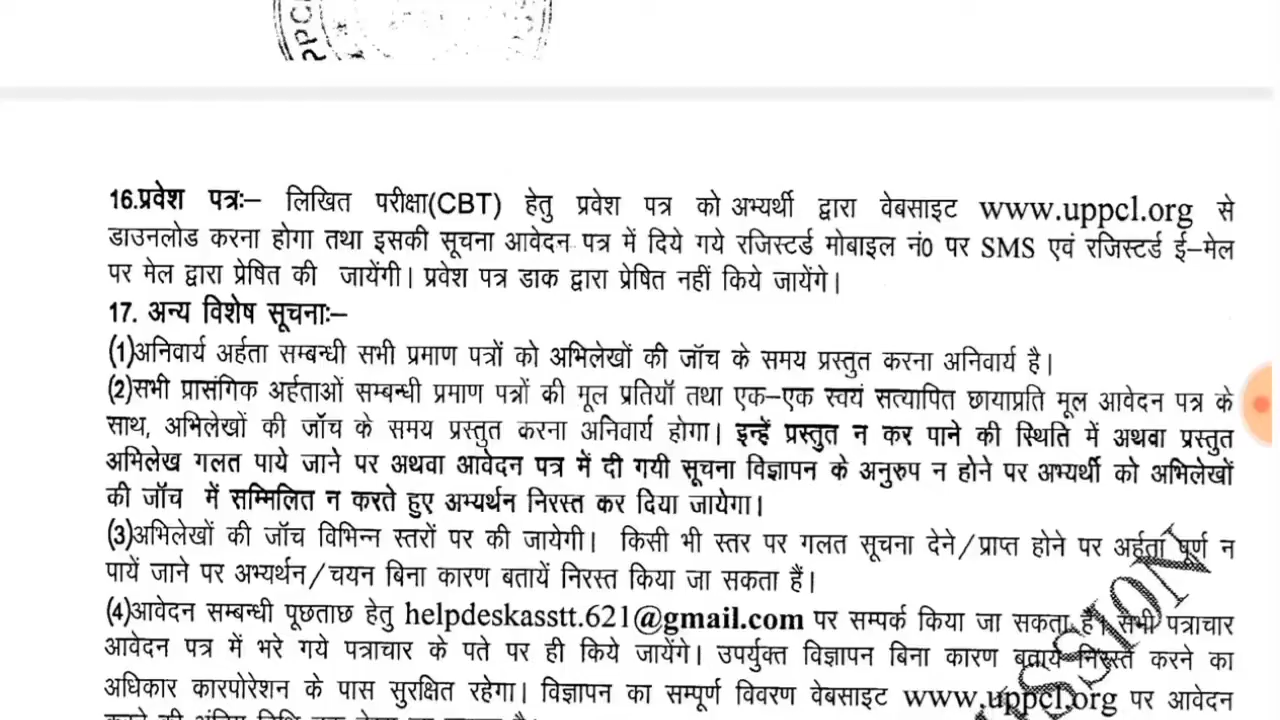 PPCL
16.प्रवेश पत्रः– लिखित परीक्षा(CBT) हेतु प्रवेश पत्र को अभ्यर्थी द्वारा वेबसाइट www.uppcl.org से
डाउनलोड करना होगा तथा इसकी सूचना आवेदन पत्र में दिये गये रजिस्टर्ड मोबाइल नं0 पर SMS एवं रजिस्टर्ड ई–मेल
पर मेल द्वारा प्रेषित की जायेंगी। प्रवेश पत्र डाक द्वारा प्रेषित नहीं किये जायेंगे।
17. अन्य विशेष सूचनाः–
(1)अनिवार्य अर्हता सम्बन्धी सभी प्रमाण पत्रों को अभिलेखों की जॉच के समय प्रस्तुत करना अनिवार्य है।
(2)सभी प्रासंगिक अर्हताओं सम्बन्धी प्रमाण पत्रों की मूल प्रतियॉ तथा एक–एक स्वयं सत्यापित छायाप्रति मूल आवेदन पत्र के
साथ, अभिलेखों की जॉच के समय प्रस्तुत करना अनिवार्य होगा। इन्हें प्रस्तुत न कर पाने की स्थिति में अथवा प्रस्तुत
अभिलेख गलत पाये जाने पर अथवा आवेदन पत्र में दी गयी सूचना विज्ञापन के अनुरुप न होने पर अभ्यर्थी को अभिलेखों
की जॉच में सम्मिलित न करते हुए अभ्यर्थन निरस्त कर दिया जायेगा।
(3)अभिलेखों की जॉच विभिन्न स्तरों पर की जायेगी। किसी भी स्तर पर गलत सूचना देने/प्राप्त होने पर अर्हता पूर्ण न
पायें जाने पर अभ्यर्थन/चयन बिना कारण बतायें निरस्त किया जा सकता हैं।
(4)आवेदन सम्बन्धी पूछताछ हेतु helpdeskasstt.621@gmail.com पर सम्पर्क किया जा सकता है। सभी पत्राचार
आवेदन पत्र में भरे गये पत्राचार के पते पर ही किये जायेंगे। उपर्युक्त विज्ञापन बिना कारण बताये निरस्त करने का
अधिकार कारपोरेशन के पास सुरक्षित रहेगा। विज्ञापन का सम्पूर्ण विवरण वेबसाइट www.uppcl.org पर आवेदन